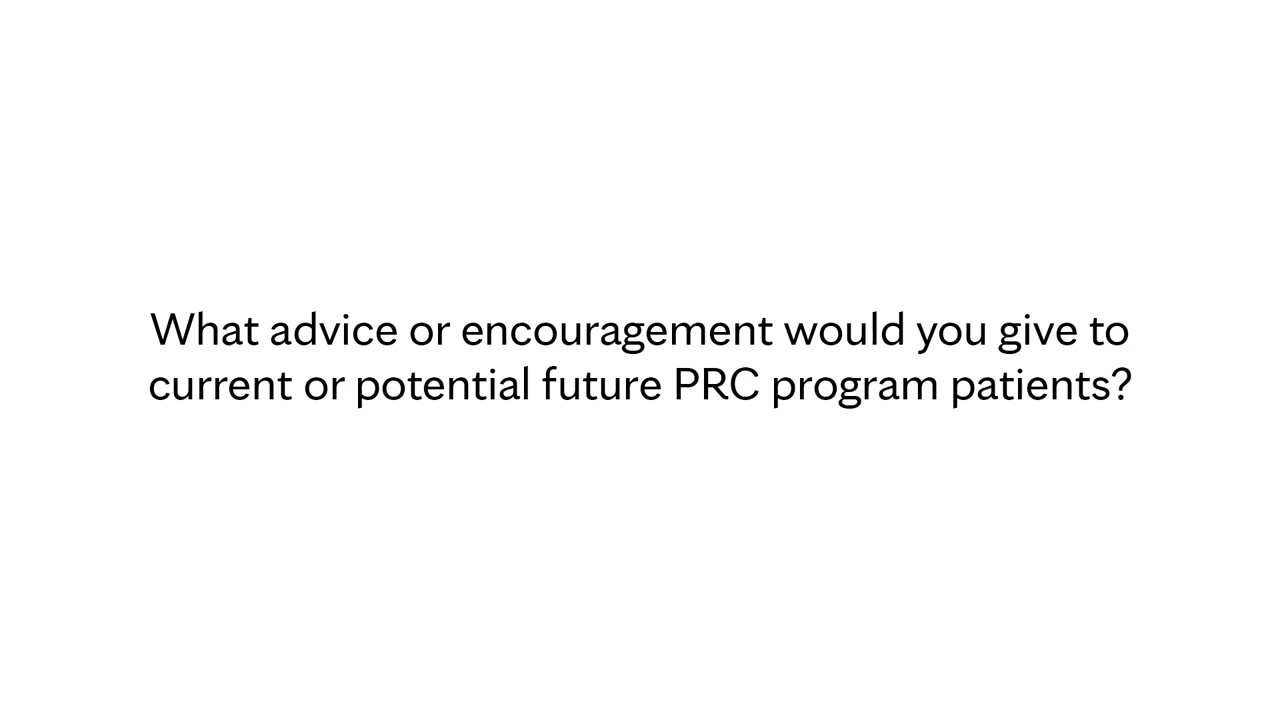 What advice or encouragement would you give to
current or potential future PRC program patients?